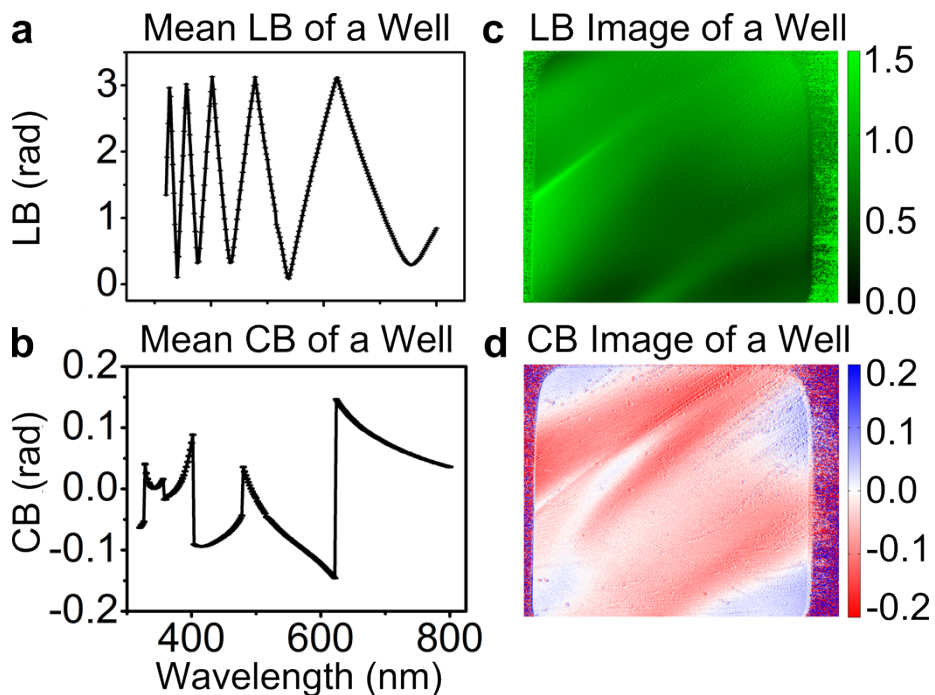 a Mean LB of a Well
3
2
1
0
LB (rad)
b Mean CB of a Well
0.2
0.1
0.0
-0.1
-0.2
CB (rad)
400 600 800
Wavelength (nm)
c LB Image of a Well
1.5
1.0
0.5
0.0
d CB Image of a Well
0.2
0.1
0.0
-0.1
-0.2